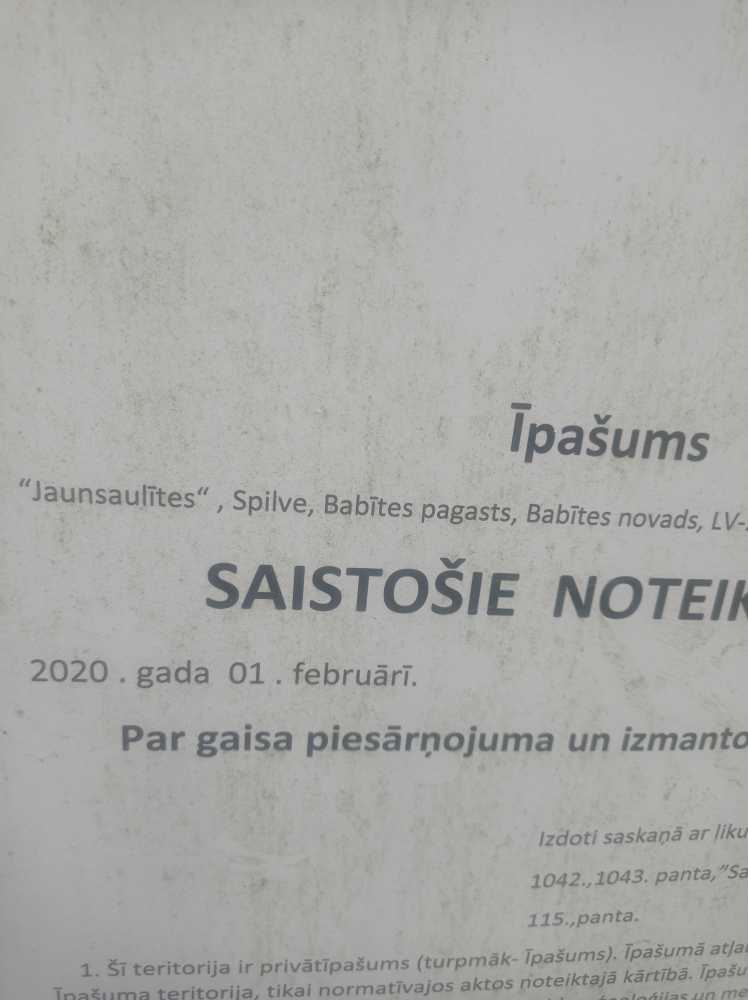 Īpašums
“Jaunsaulītes“ , Spilve, Babītes pagasts, Babītes novads, LV-
SAISTOŠIE NOTEIK
2020 . gada 01 . februārī.
Par gaisa piesārņojuma un izmanto
Izdoti saskaņā ar liku
1042.,1043. panta,”Sa
115.,panta.
1. Šī teritorija ir privātīpašums (turpmāk- Īpašums). Īpašumā atļa
Īpašuma teritorija, tikai normatīvajos aktos noteiktajā kārtībā. Īpašu